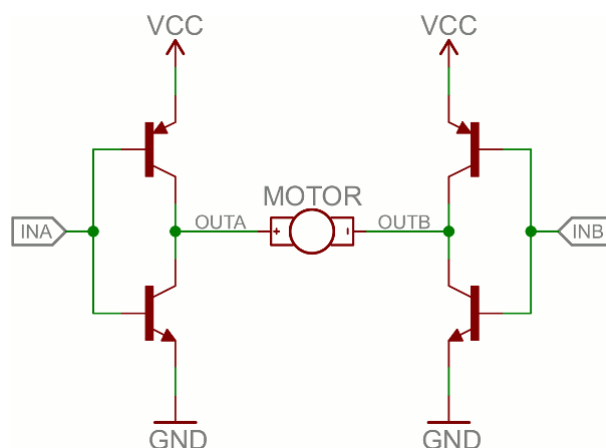 VCC
VCC
MOTOR
INA
OUTA
+
-
OUTB
INB
GND
GND